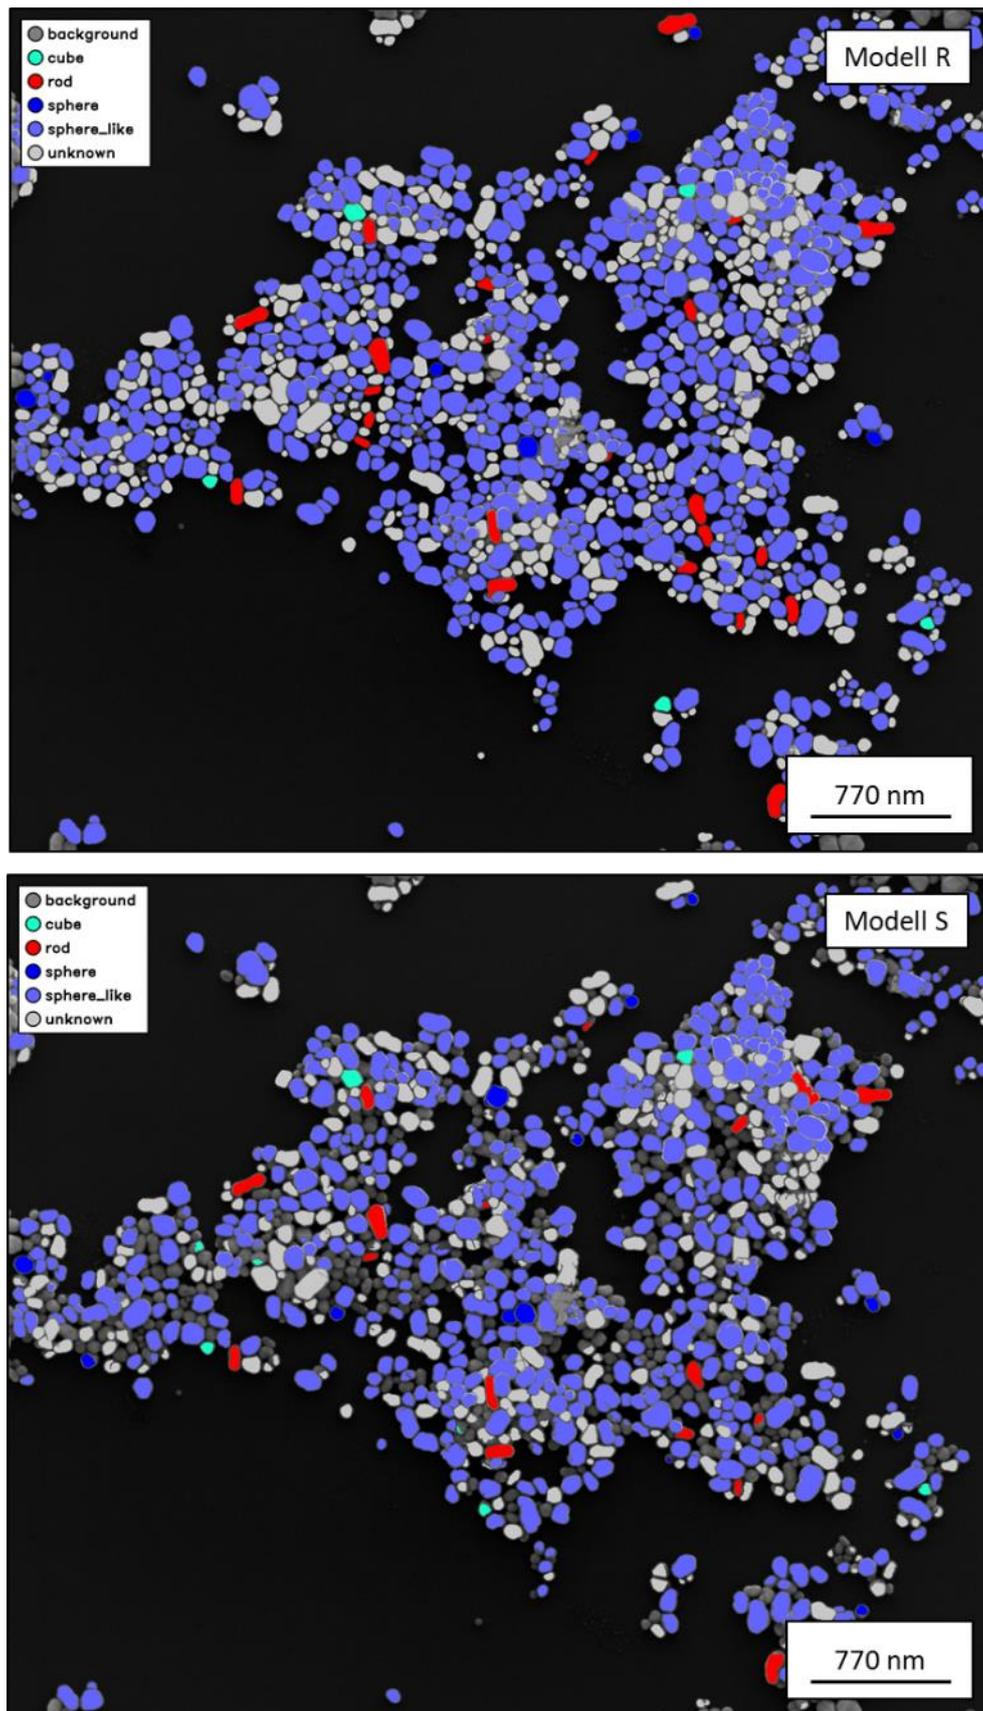 background
cube
rod
sphere
sphere_like
unknown
Modell R
770 nm
background
cube
rod
sphere
sphere_like
unknown
Modell S
770 nm